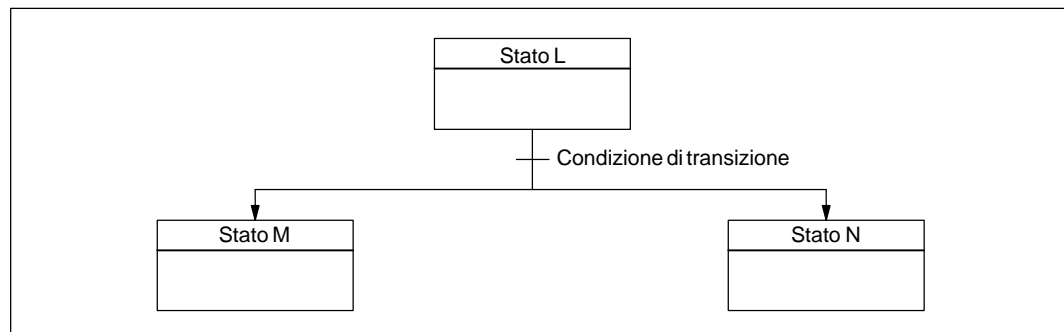 Stato L
Condizione di transizione
Stato M
Stato N